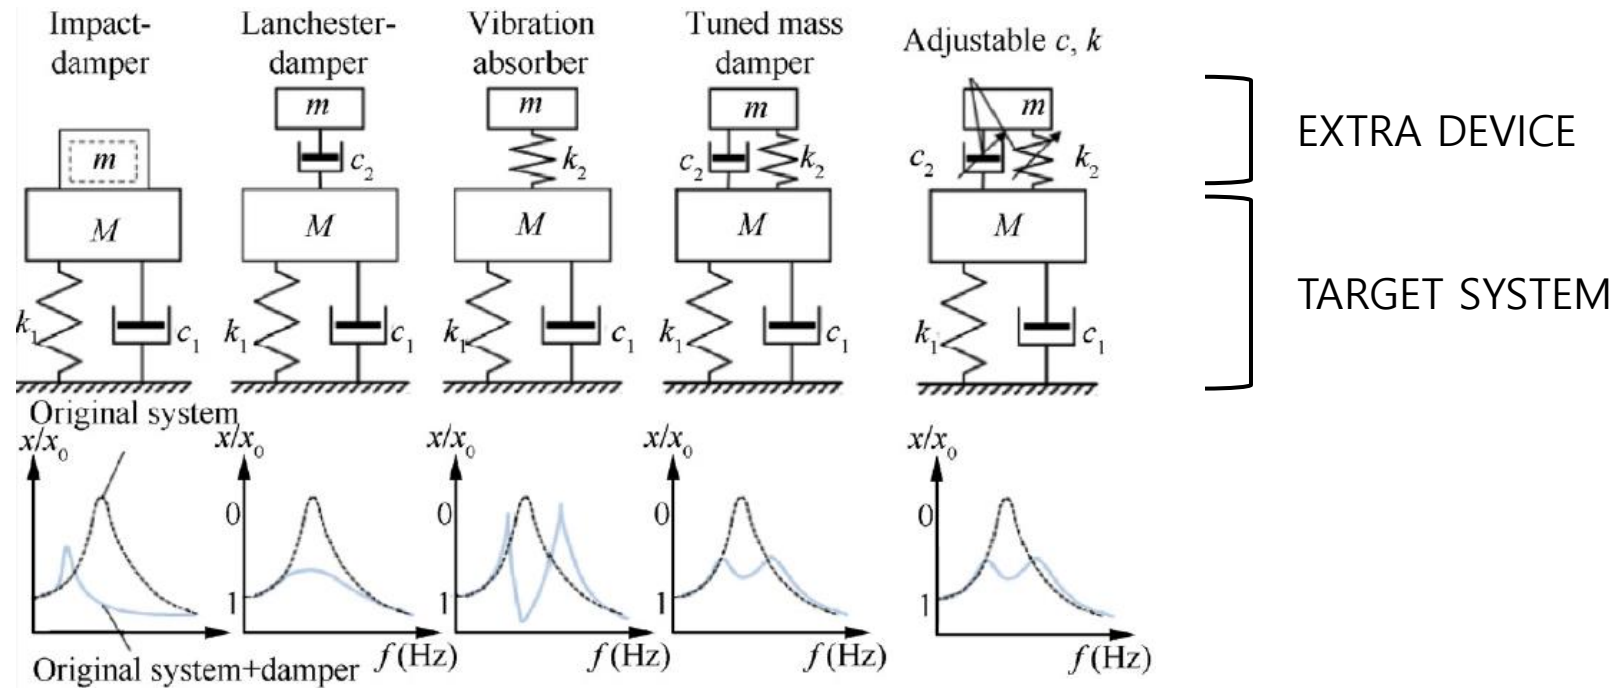 Impact-
damper
Lanchester-
damper
Vibration
absorber
Tuned mass
damper
Adjustable c, k
m
m
m
m
m
c₂
k₂
c₂
k₂
c₂
k₂
M
M
M
M
M
k₁
c₁
k₁
c₁
k₁
c₁
k₁
c₁
k₁
c₁
EXTRA DEVICE
TARGET SYSTEM
Original system
x/x₀
x/x₀
x/x₀
x/x₀
x/x₀
0
0
0
0
1
1
1
1
Original system+damper
f (Hz)
f (Hz)
f (Hz)
f (Hz)